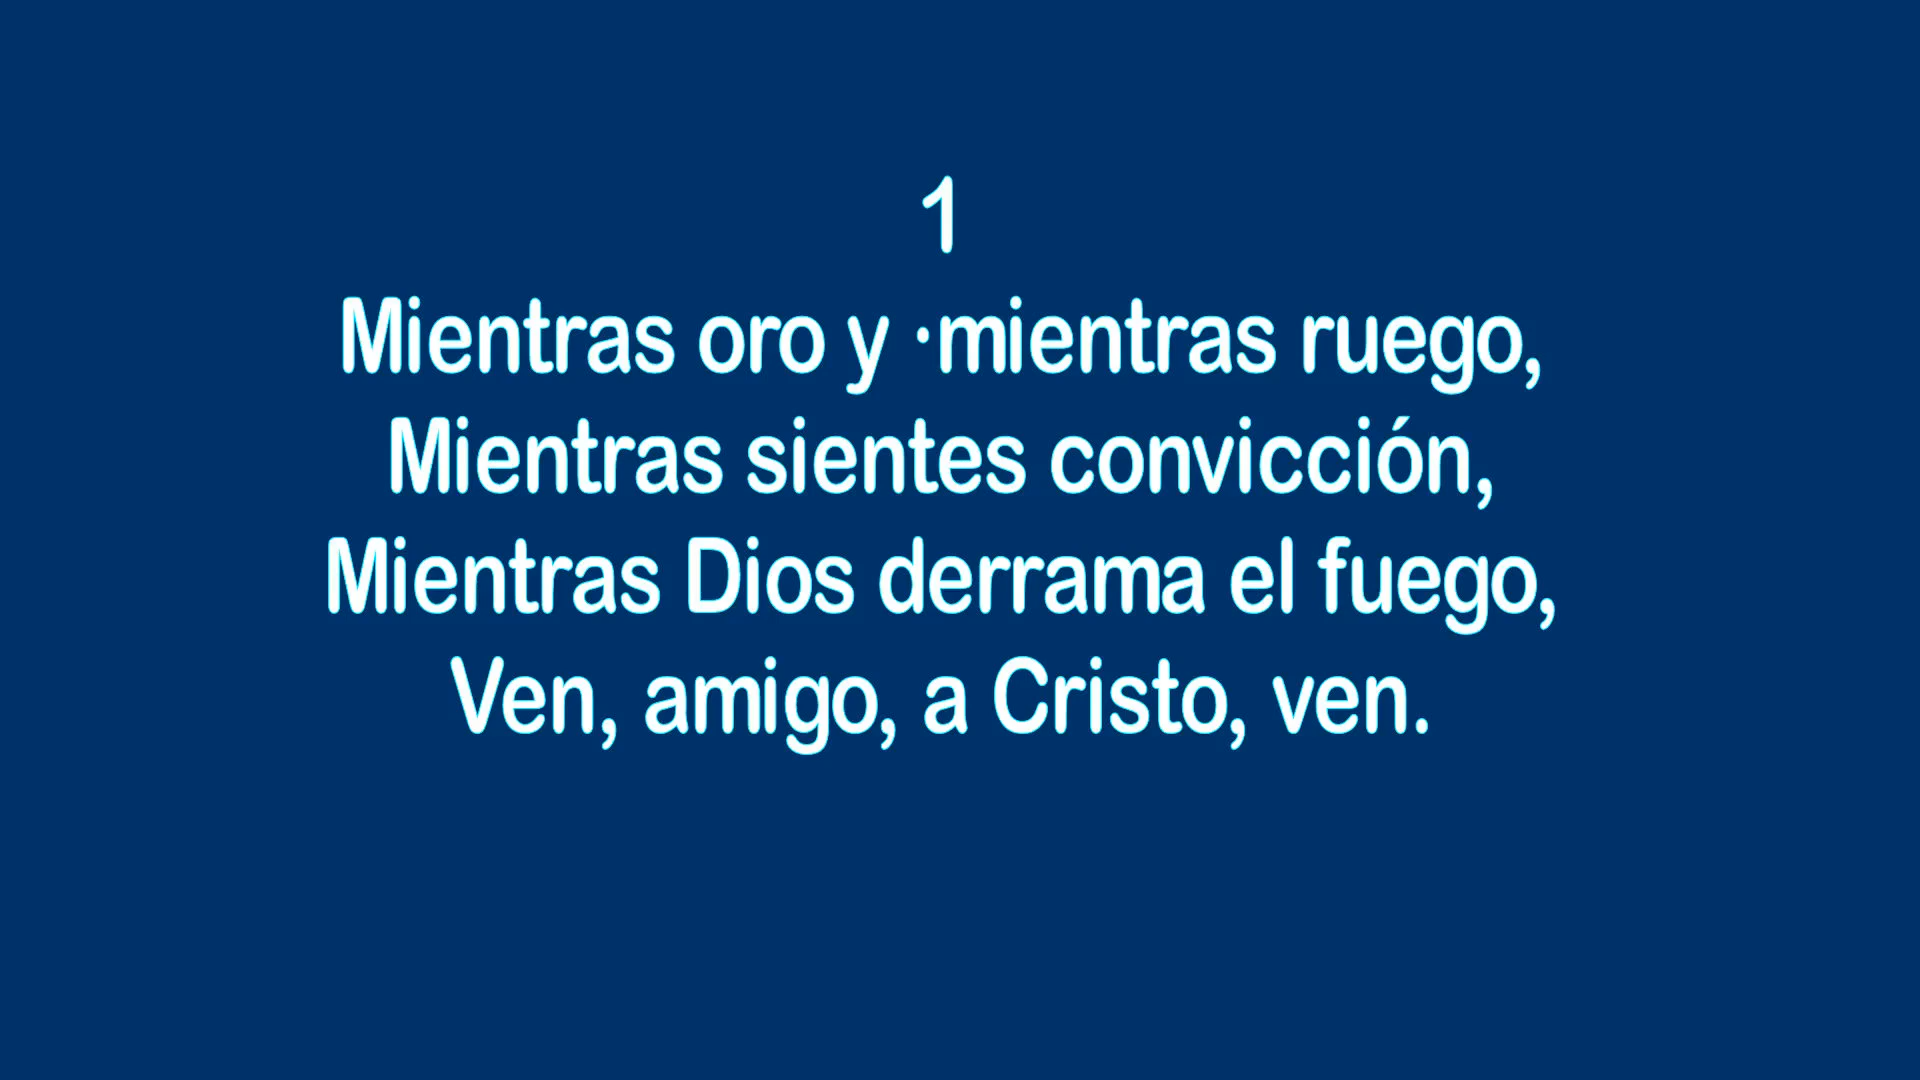 1
Mientras oro y ·mientras ruego,
Mientras sientes convicción,
Mientras Dios derrama el fuego,
Ven, amigo, a Cristo, ven.